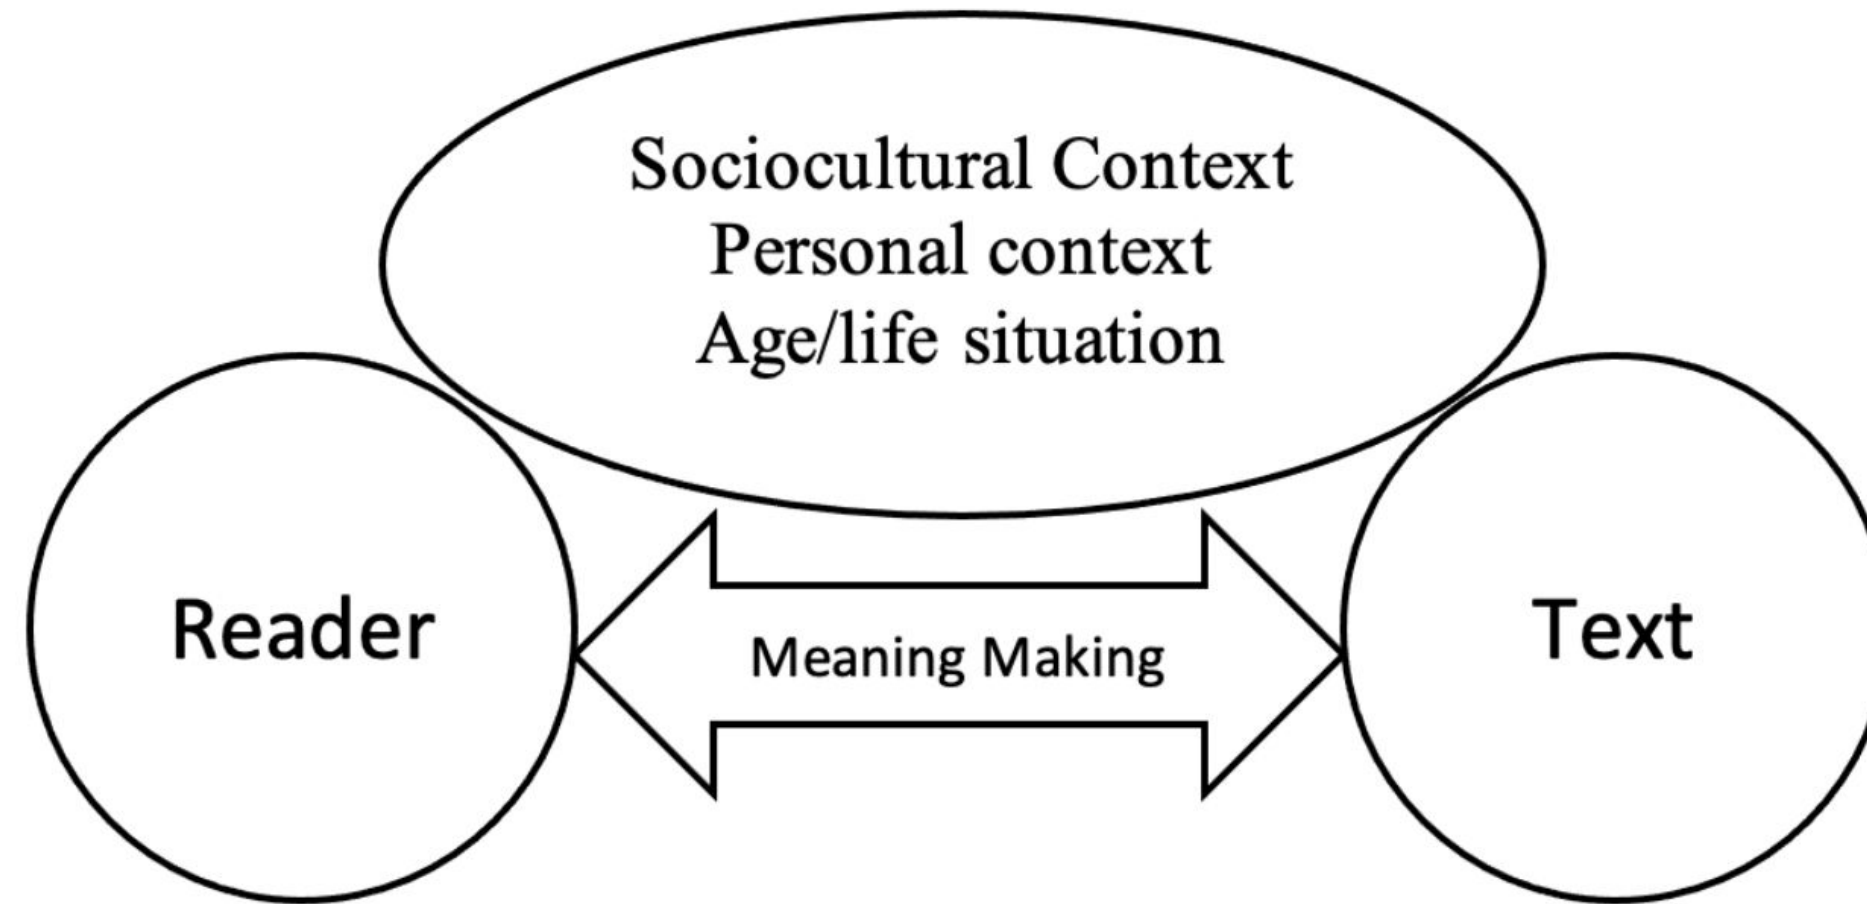 Sociocultural Context
Personal context
Age/life situation
Reader
Meaning Making
Text